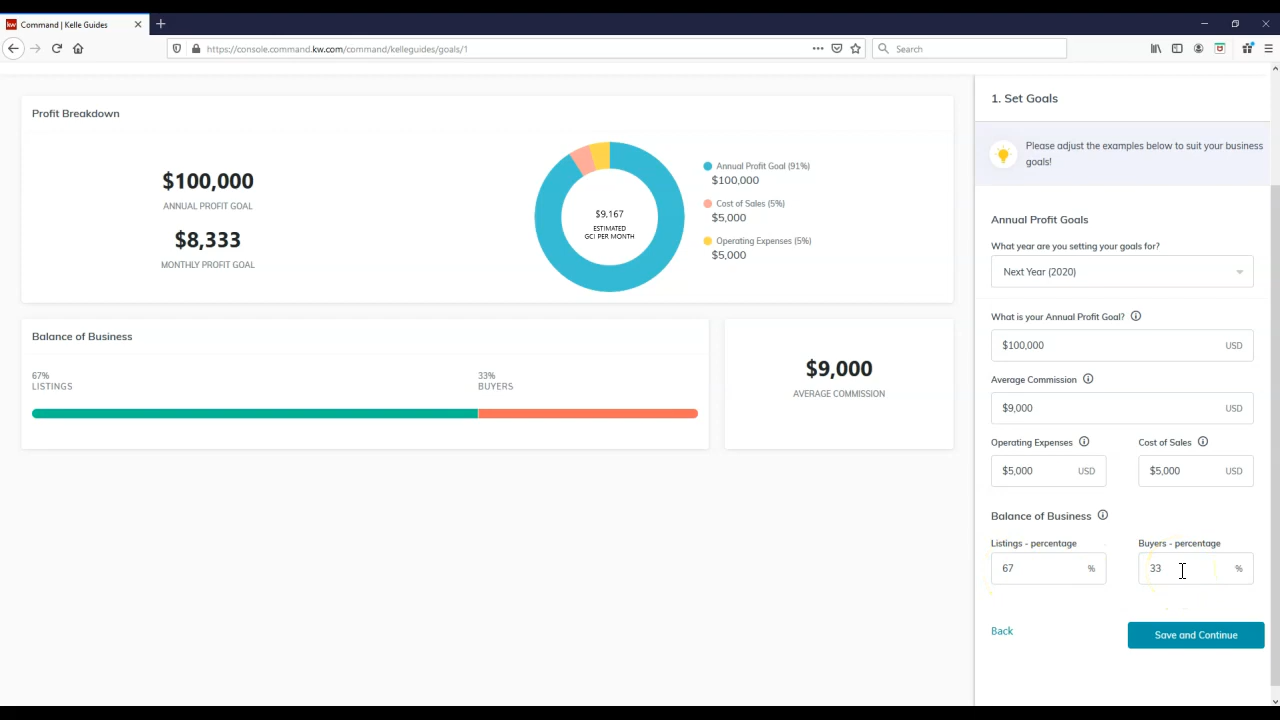 kw Command | Kelle Guides
https://console.command.kw.com/command/kelleguides/goals/1
Search
Profit Breakdown
$100,000
ANNUAL PROFIT GOAL
$8,333
MONTHLY PROFIT GOAL
$9,167
ESTIMATED
GCI PER MONTH
Annual Profit Goal (91%)
$100,000
Cost of Sales (5%)
$5,000
Operating Expenses (5%)
$5,000
Balance of Business
67%
LISTINGS
33%
BUYERS
$9,000
AVERAGE COMMISSION
1. Set Goals
Please adjust the examples below to suit your business
goals!
Annual Profit Goals
What year are you setting your goals for?
Next Year (2020)
What is your Annual Profit Goal?
$100,000 USD
Average Commission
$9,000 USD
Operating Expenses Cost of Sales
$5,000 USD $5,000 USD
Balance of Business
Listings - percentage Buyers - percentage
67 % 33 %
Back Save and Continue